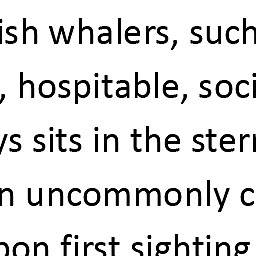 ish whalers, such
, hospitable, soci
ys sits in the stern
n uncommonly c
pon first sighting